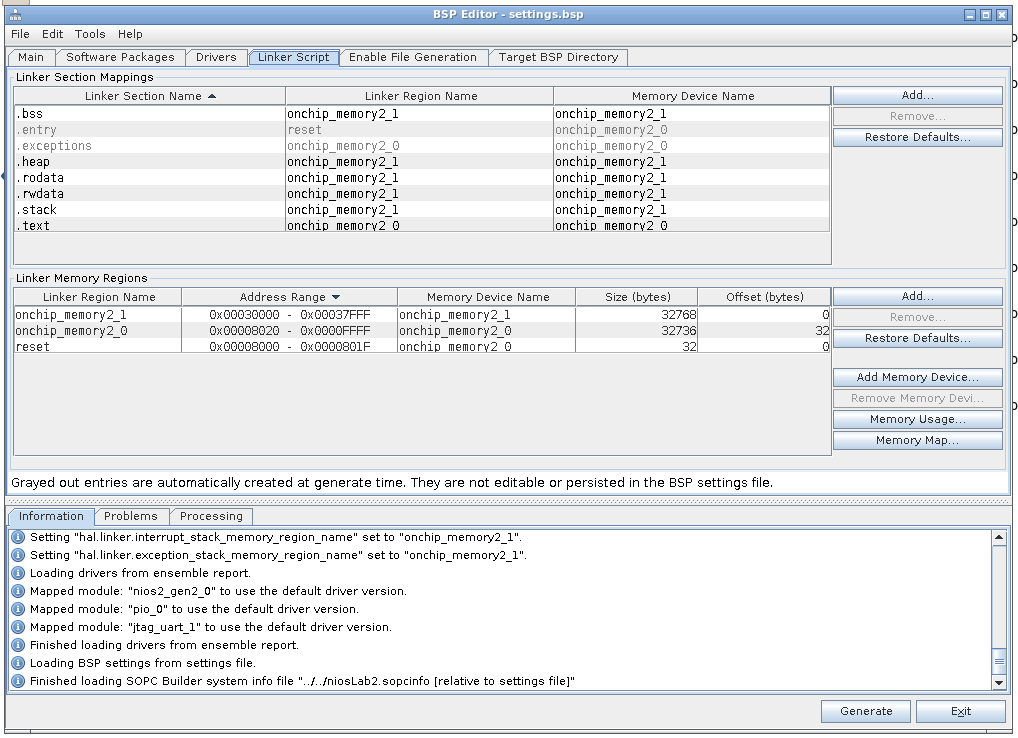 BSP Editor - settings.bsp
File Edit Tools Help
Main Software Packages Drivers Linker Script Enable File Generation Target BSP Directory
Linker Section Mappings
Linker Section Name Linker Region Name Memory Device Name Add...
.bss onchip_memory2_1 onchip_memory2_1 Remove...
.entry reset onchip_memory2_0 Restore Defaults...
.exceptions onchip_memory2_0 onchip_memory2_0
.heap onchip_memory2_1 onchip_memory2_1
.rodata onchip_memory2_1 onchip_memory2_1
.rwdata onchip_memory2_1 onchip_memory2_1
.stack onchip_memory2_1 onchip_memory2_1
.text onchip_memory2_0 onchip_memory2_0
Linker Memory Regions
Linker Region Name Address Range Memory Device Name Size (bytes) Offset (bytes) Add...
onchip_memory2_1 0x00030000 - 0x00037FFF onchip_memory2_1 32768 0 Remove...
onchip_memory2_0 0x00008020 - 0x0000FFFF onchip_memory2_0 32736 32 Restore Defaults...
reset 0x00008000 - 0x0000801F onchip_memory2_0 32 0
Add Memory Device...
Remove Memory Devi...
Memory Usage...
Memory Map...
Grayed out entries are automatically created at generate time. They are not editable or persisted in the BSP settings file.
Information Problems Processing
Setting "hal.linker.interrupt_stack_memory_region_name" set to "onchip_memory2_1".
Setting "hal.linker.exception_stack_memory_region_name" set to "onchip_memory2_1".
Loading drivers from ensemble report.
Mapped module: "nios2_gen2_0" to use the default driver version.
Mapped module: "pio_0" to use the default driver version.
Mapped module: "jtag_uart_1" to use the default driver version.
Finished loading drivers from ensemble report.
Loading BSP settings from settings file.
Finished loading SOPC Builder system info file "../../niosLab2.sopcinfo [relative to settings file]"
Generate Exit